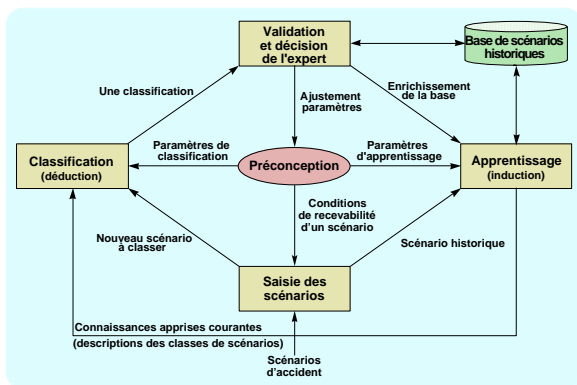 Validation
et décision
de l'expert
Base de scénarios
historiques
Une classification
Ajustement
paramètres
Enrichissement
de la base
Classification
(déduction)
Paramètres de
classification
Préconception
Paramètres
d'apprentissage
Apprentissage
(induction)
Nouveau scénario
à classer
Conditions
de recevabilité
d'un scénario
Scénario historique
Saisie des
scénarios
Connaissances apprises courantes
(descriptions des classes de scénarios)
Scénarios
d'accident